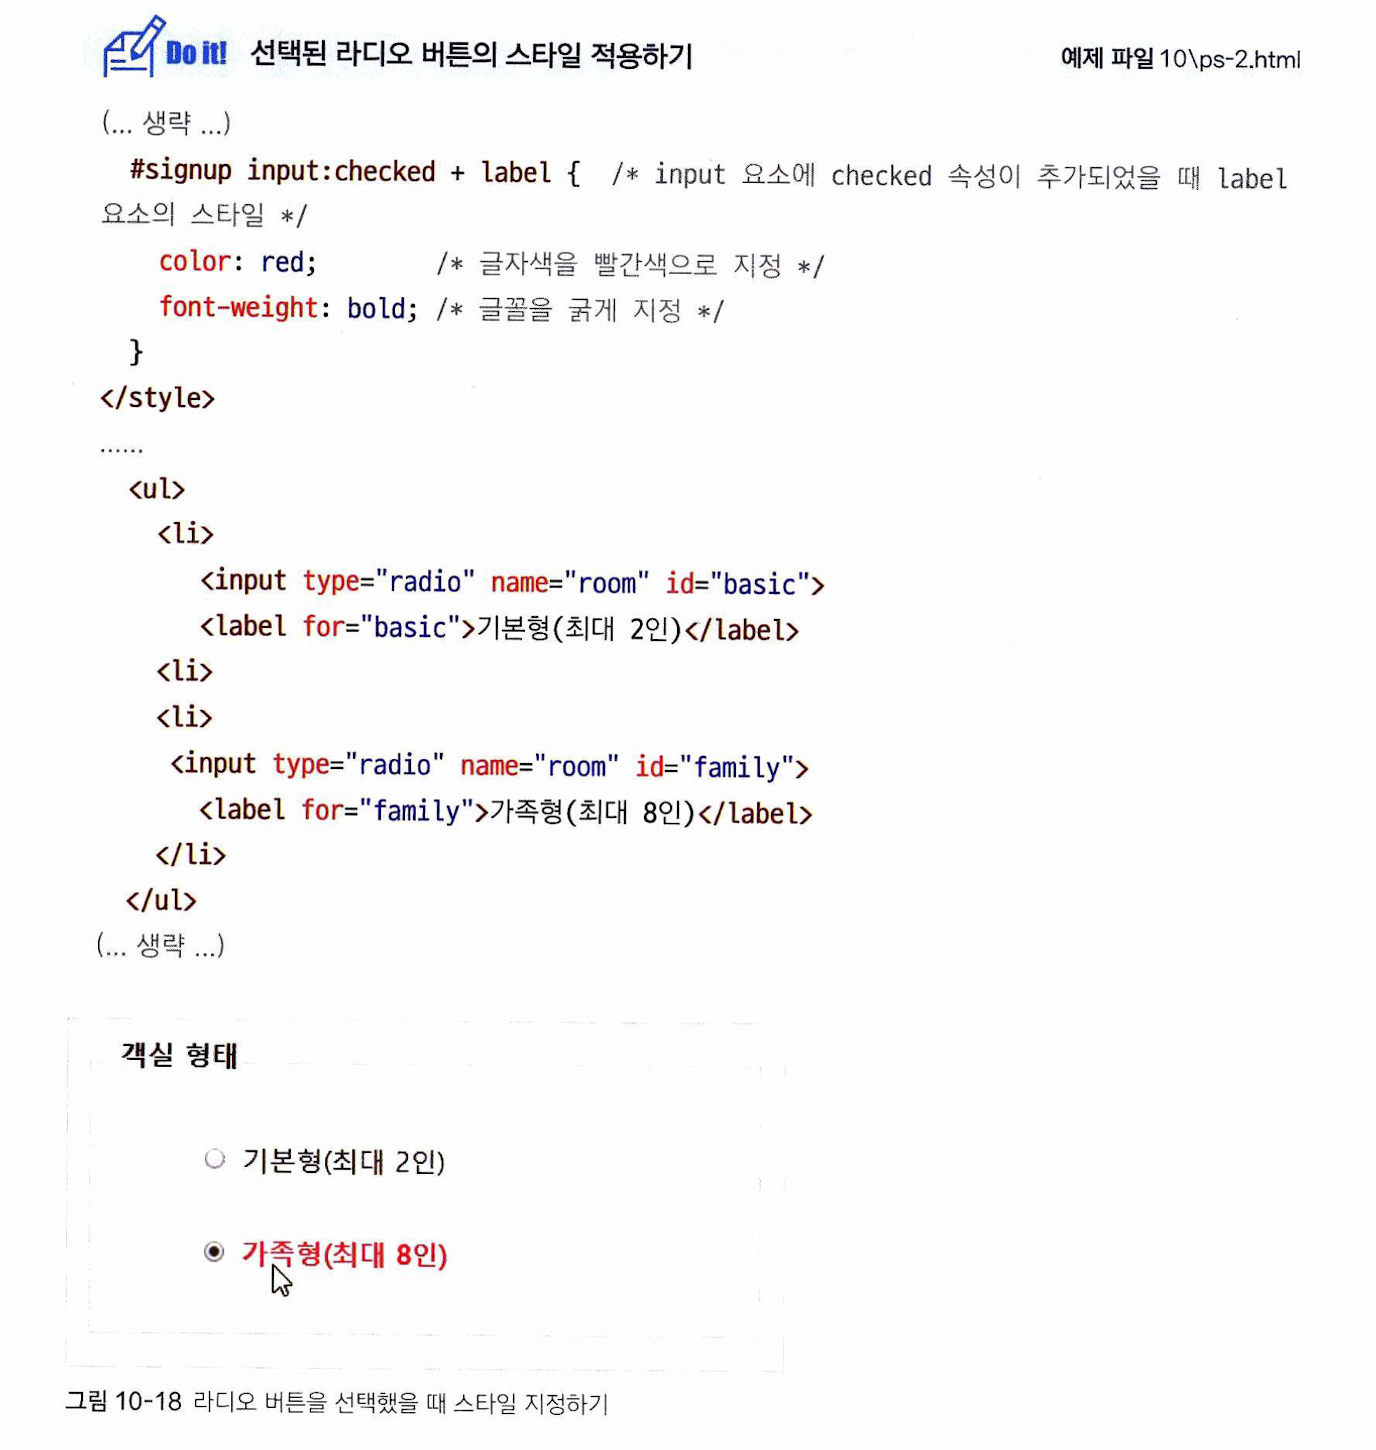 Do it! 선택된 라디오 버튼의 스타일 적용하기 예제 파일 10\ps-2.html
(... 생략 ...)
#signup input:checked + label { /* input 요소에 checked 속성이 추가되었을 때 label
요소의 스타일 */
color: red; /* 글자색을 빨간색으로 지정 */
font-weight: bold; /* 글꼴을 굵게 지정 */
}
</style>
......
<ul>
<li>
<input type="radio" name="room" id="basic">
<label for="basic">기본형(최대 2인)</label>
<li>
<li>
<input type="radio" name="room" id="family">
<label for="family">가족형(최대 8인)</label>
</li>
</ul>
(... 생략 ...)
객실 형태
기본형(최대 2인)
가족형(최대 8인)
그림 10-18 라디오 버튼을 선택했을 때 스타일 지정하기